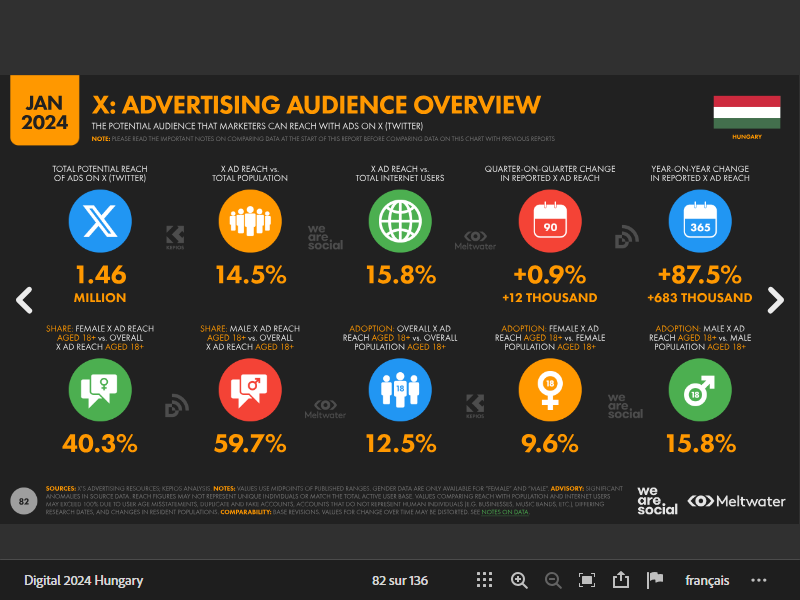 JAN
2024
X: ADVERTISING AUDIENCE OVERVIEW
THE POTENTIAL AUDIENCE THAT MARKETERS CAN REACH WITH ADS ON X (TWITTER)
NOTE: PLEASE READ THE IMPORTANT NOTES ON COMPARING DATA AT THE START OF THIS REPORT BEFORE COMPARING DATA ON THIS CHART WITH PREVIOUS REPORTS
HUNGARY
TOTAL POTENTIAL REACH
OF ADS ON X (TWITTER)
1.46
MILLION
X AD REACH vs.
TOTAL POPULATION
14.5%
X AD REACH vs.
TOTAL INTERNET USERS
15.8%
QUARTER-ON-QUARTER CHANGE
IN REPORTED X AD REACH
90
+0.9%
+12 THOUSAND
YEAR-ON-YEAR CHANGE
IN REPORTED X AD REACH
365
+87.5%
+683 THOUSAND
KEPIOS
we
are.
social
Meltwater
SHARE: FEMALE X AD REACH
AGED 18+ vs. OVERALL
X AD REACH AGED 18+
40.3%
SHARE: MALE X AD REACH
AGED 18+ vs. OVERALL
X AD REACH AGED 18+
59.7%
ADOPTION: OVERALL X AD
REACH AGED 18+ vs. OVERALL
POPULATION AGED 18+
18
12.5%
ADOPTION: FEMALE X AD
REACH AGED 18+ vs. FEMALE
POPULATION AGED 18+
18
9.6%
ADOPTION: MALE X AD
REACH AGED 18+ vs. MALE
POPULATION AGED 18+
18
15.8%
Meltwater
KEPIOS
we
are.
social
82
SOURCES: X'S ADVERTISING RESOURCES; KEPIOS ANALYSIS. NOTES: VALUES USE MIDPOINTS OF PUBLISHED RANGES. GENDER DATA ARE ONLY AVAILABLE FOR "FEMALE" AND "MALE". ADVISORY: SIGNIFICANT
ANOMALIES IN SOURCE DATA. REACH FIGURES MAY NOT REPRESENT UNIQUE INDIVIDUALS OR MATCH THE TOTAL ACTIVE USER BASE. VALUES COMPARING REACH WITH POPULATION AND INTERNET USERS
MAY EXCEED 100% DUE TO USER AGE MISSTATEMENTS, DUPLICATE AND FAKE ACCOUNTS, ACCOUNTS THAT DO NOT REPRESENT HUMAN INDIVIDUALS (E.G. BUSINESSES, MUSIC BANDS, ETC.), DIFFERING
RESEARCH DATES, AND CHANGES IN RESIDENT POPULATIONS. COMPARABILITY: BASE REVISIONS. VALUES FOR CHANGE OVER TIME MAY BE DISTORTED. SEE NOTES ON DATA.
we
are.
social
Meltwater
Digital 2024 Hungary
82 sur 136
français